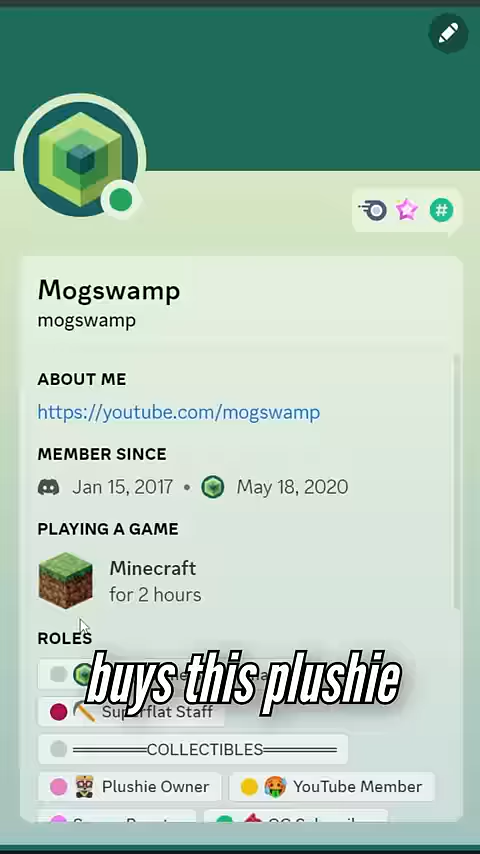 Mogswamp
mogswamp
ABOUT ME
https://youtube.com/mogswamp
MEMBER SINCE
Jan 15, 2017 • May 18, 2020
PLAYING A GAME
Minecraft
for 2 hours
ROLES
buys this plushie
Superflat Staff
COLLECTIBLES
Plushie Owner YouTube Member